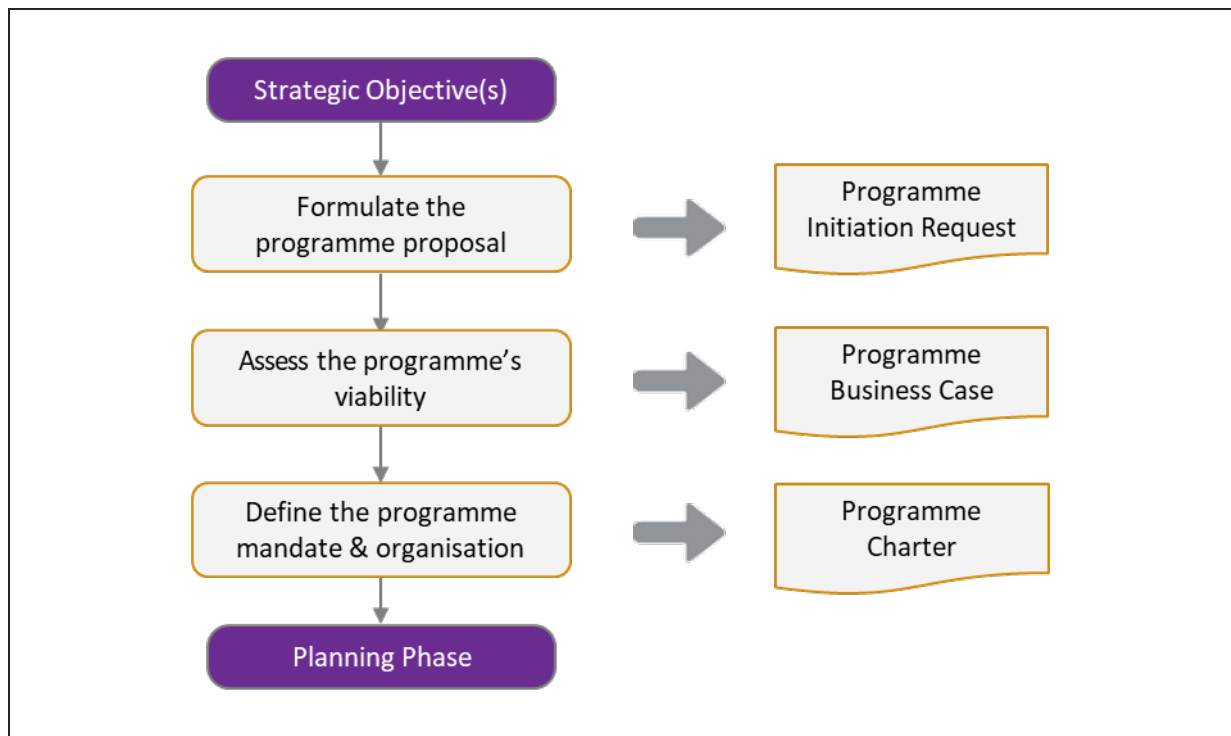 Strategic Objective(s)
Formulate the
programme proposal
Programme
Initiation Request
Assess the programme’s
viability
Programme
Business Case
Define the programme
mandate & organisation
Programme
Charter
Planning Phase